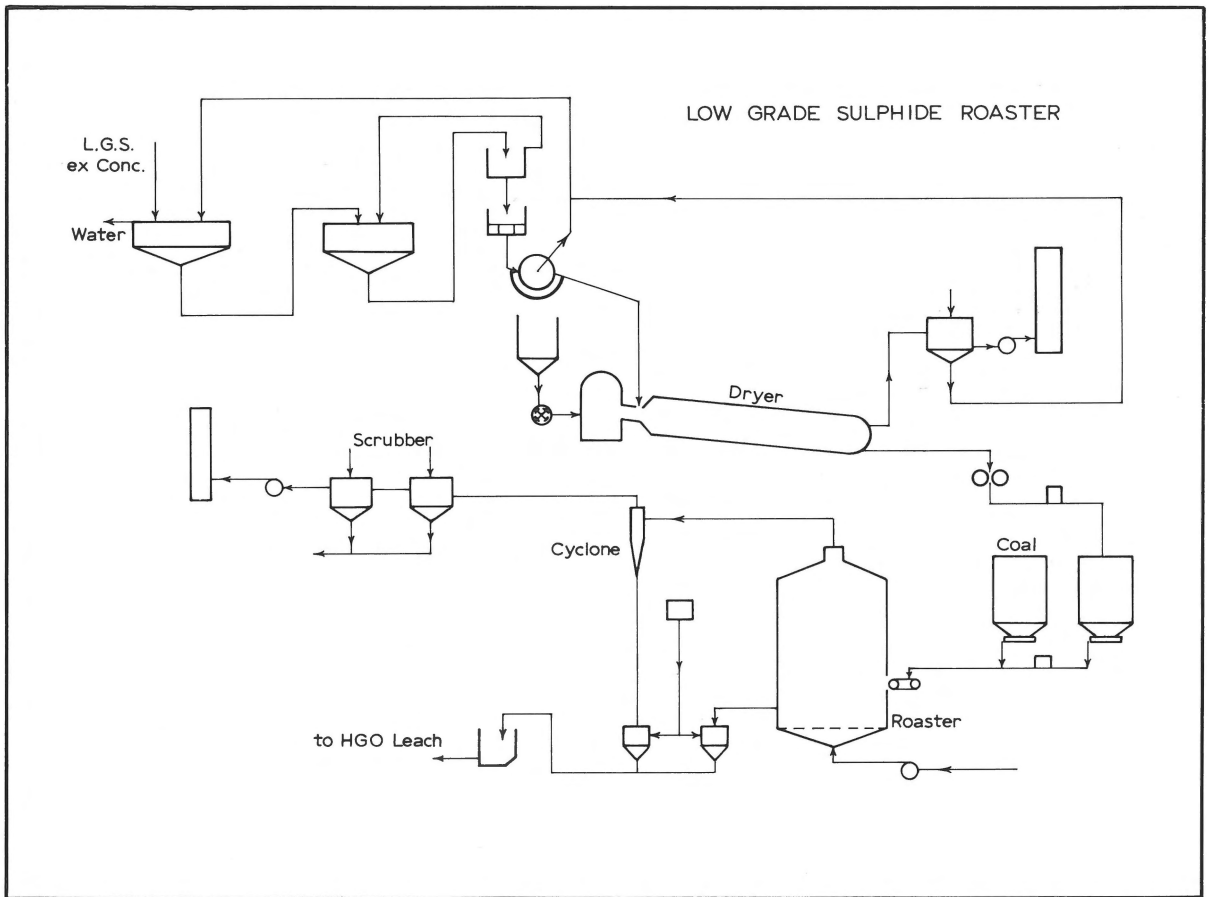 LOW GRADE SULPHIDE ROASTER
L.G.S.
ex Conc.
Water
Dryer
Scrubber
Cyclone
Coal
Roaster
to HGO Leach